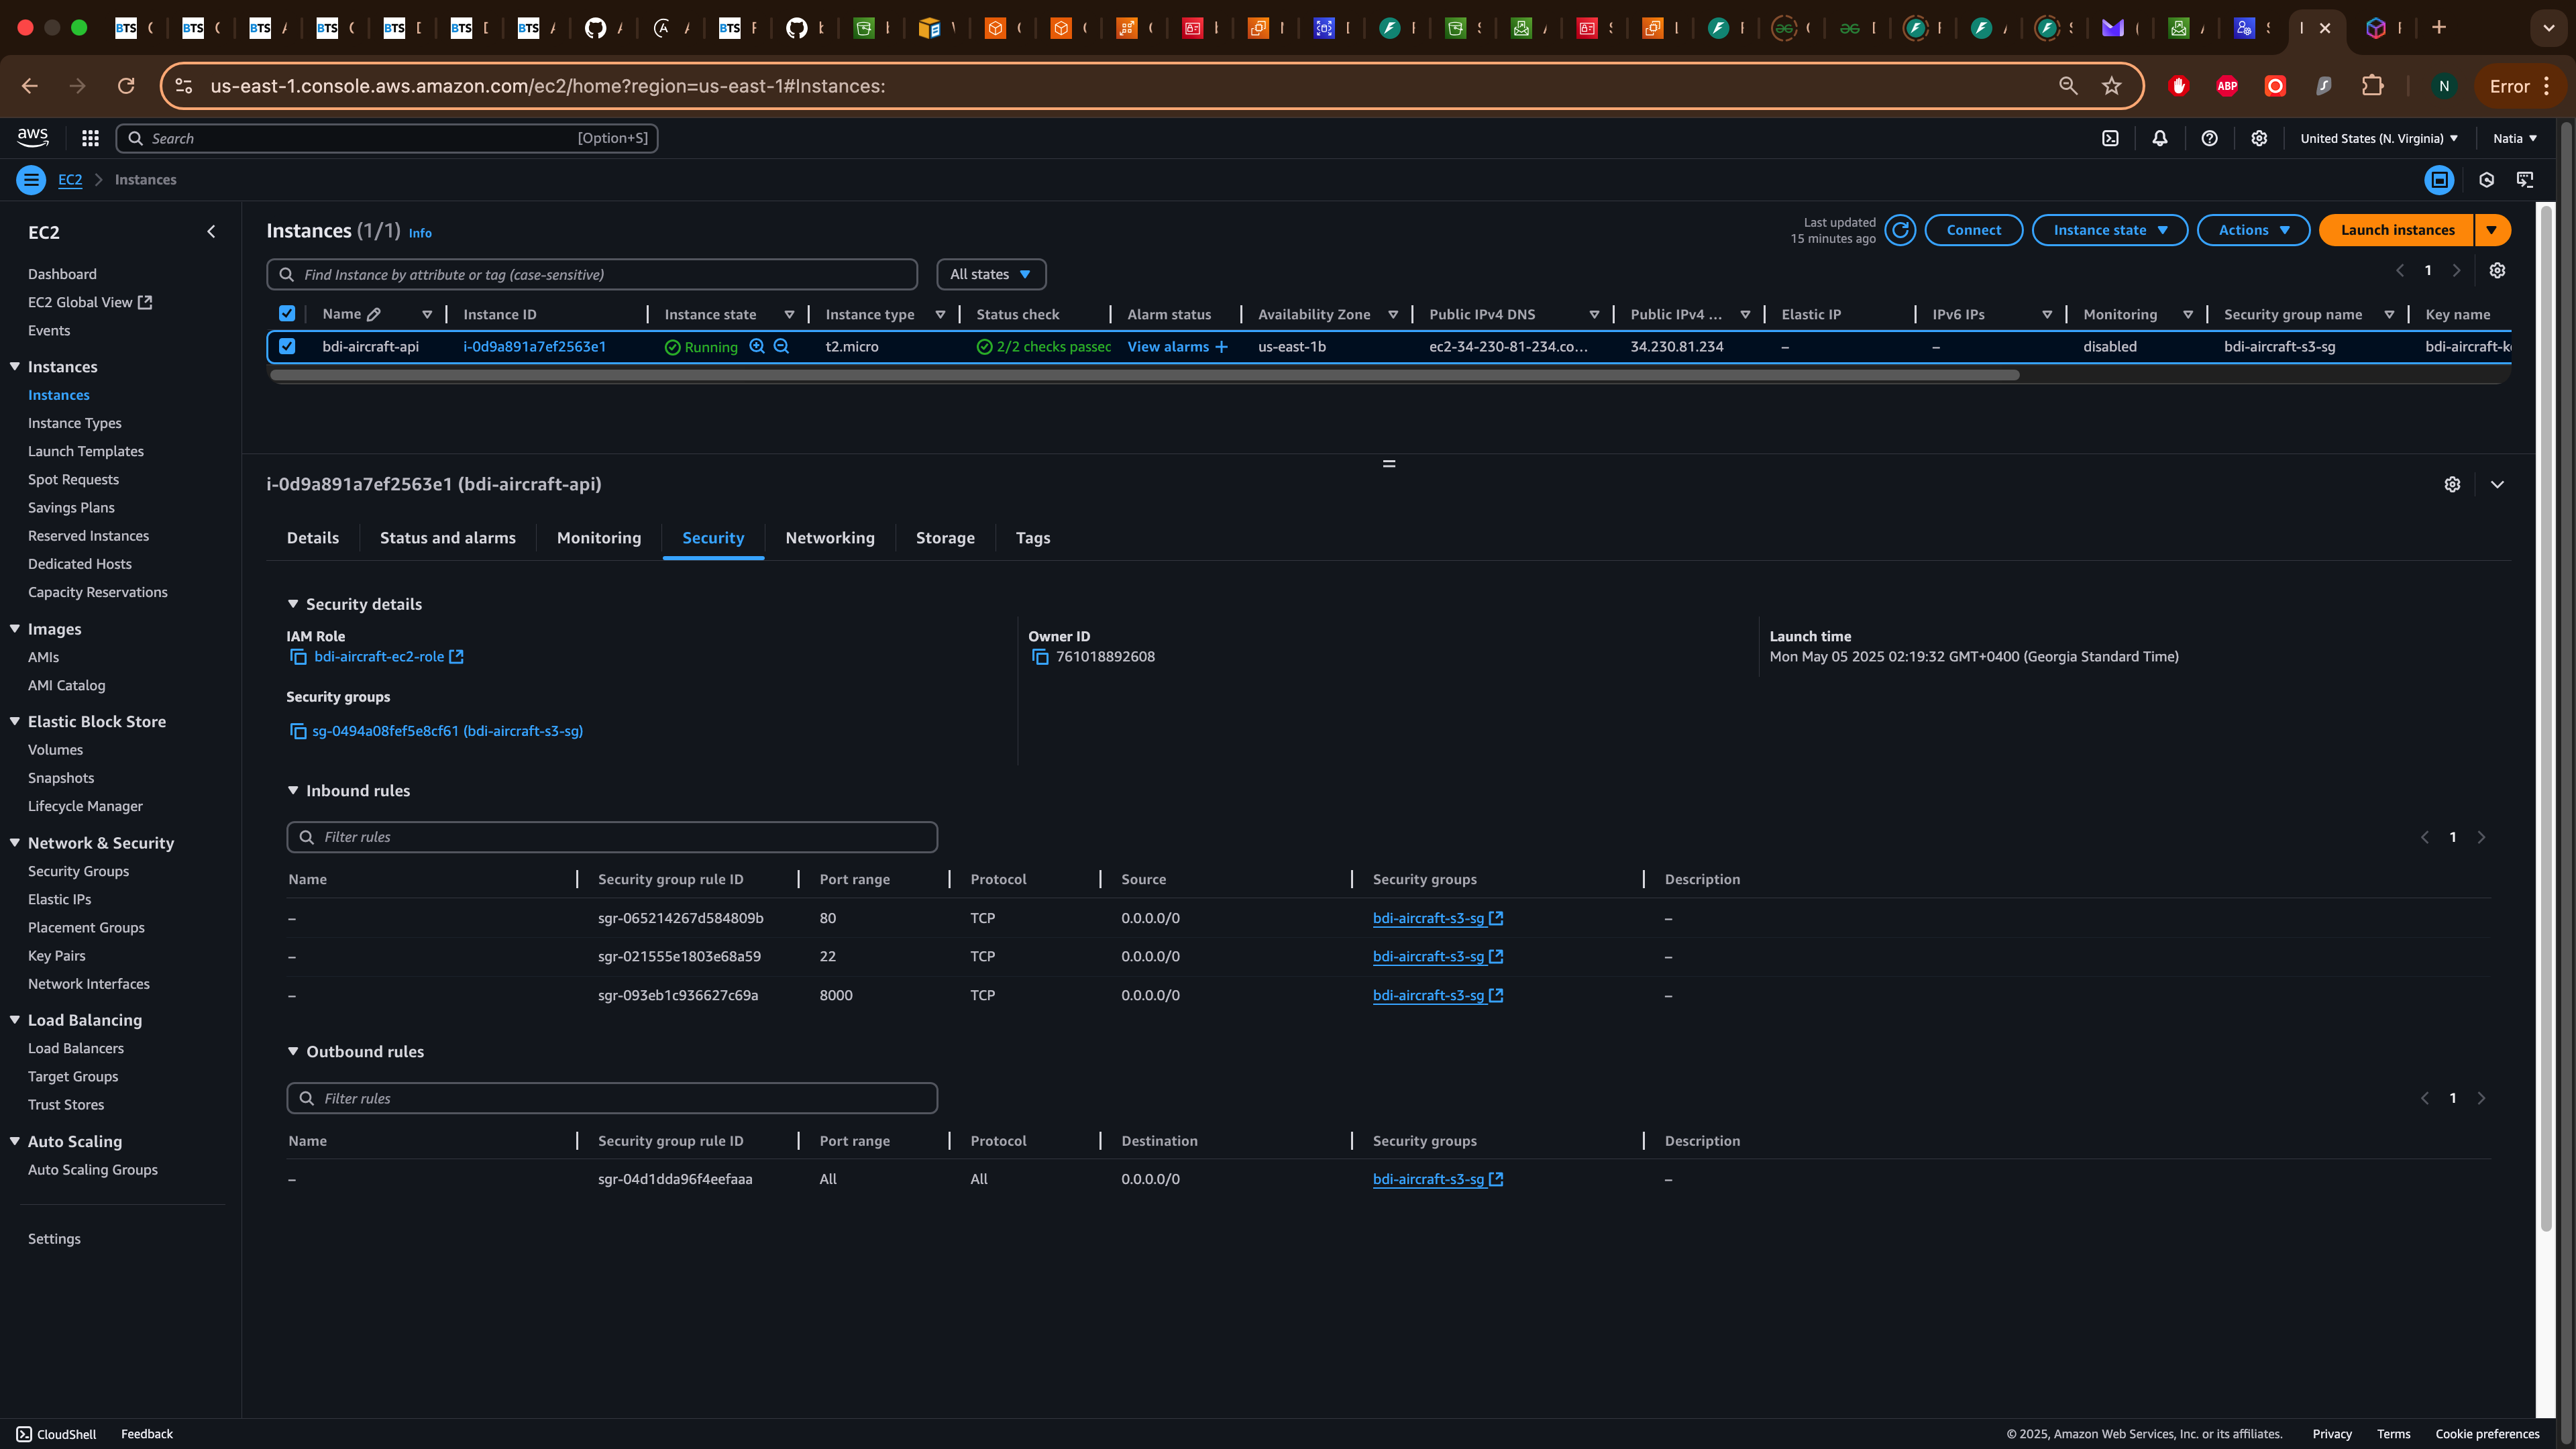 BTS BTS BTS BTS BTS BTS BTS BTS
us-east-1.console.aws.amazon.com/ec2/home?region=us-east-1#Instances:
ABP
N
Error
aws
Search
[Option+S]
United States (N. Virginia)
Natia
EC2
Instances
EC2
Dashboard
EC2 Global View
Events
Instances
Instances
Instance Types
Launch Templates
Spot Requests
Savings Plans
Reserved Instances
Dedicated Hosts
Capacity Reservations
Images
AMIs
AMI Catalog
Elastic Block Store
Volumes
Snapshots
Lifecycle Manager
Network & Security
Security Groups
Elastic IPs
Placement Groups
Key Pairs
Network Interfaces
Load Balancing
Load Balancers
Target Groups
Trust Stores
Auto Scaling
Auto Scaling Groups
Settings
Instances (1/1) Info
Last updated
15 minutes ago
Connect
Instance state
Actions
Launch instances
Find Instance by attribute or tag (case-sensitive)
All states
1
Name Instance ID Instance state Instance type Status check Alarm status Availability Zone Public IPv4 DNS Public IPv4 ... Elastic IP IPv6 IPs Monitoring Security group name Key name
bdi-aircraft-api i-0d9a891a7ef2563e1 Running t2.micro 2/2 checks passec View alarms + us-east-1b ec2-34-230-81-234.co... 34.230.81.234 – – disabled bdi-aircraft-s3-sg bdi-aircraft-k
i-0d9a891a7ef2563e1 (bdi-aircraft-api)
Details Status and alarms Monitoring Security Networking Storage Tags
Security details
IAM Role
bdi-aircraft-ec2-role
Owner ID
761018892608
Launch time
Mon May 05 2025 02:19:32 GMT+0400 (Georgia Standard Time)
Security groups
sg-0494a08fef5e8cf61 (bdi-aircraft-s3-sg)
Inbound rules
Filter rules
1
Name Security group rule ID Port range Protocol Source Security groups Description
– sgr-065214267d584809b 80 TCP 0.0.0.0/0 bdi-aircraft-s3-sg –
– sgr-021555e1803e68a59 22 TCP 0.0.0.0/0 bdi-aircraft-s3-sg –
– sgr-093eb1c936627c69a 8000 TCP 0.0.0.0/0 bdi-aircraft-s3-sg –
Outbound rules
Filter rules
1
Name Security group rule ID Port range Protocol Destination Security groups Description
– sgr-04d1dda96f4eefaaa All All 0.0.0.0/0 bdi-aircraft-s3-sg –
CloudShell
Feedback
© 2025, Amazon Web Services, Inc. or its affiliates.
Privacy
Terms
Cookie preferences